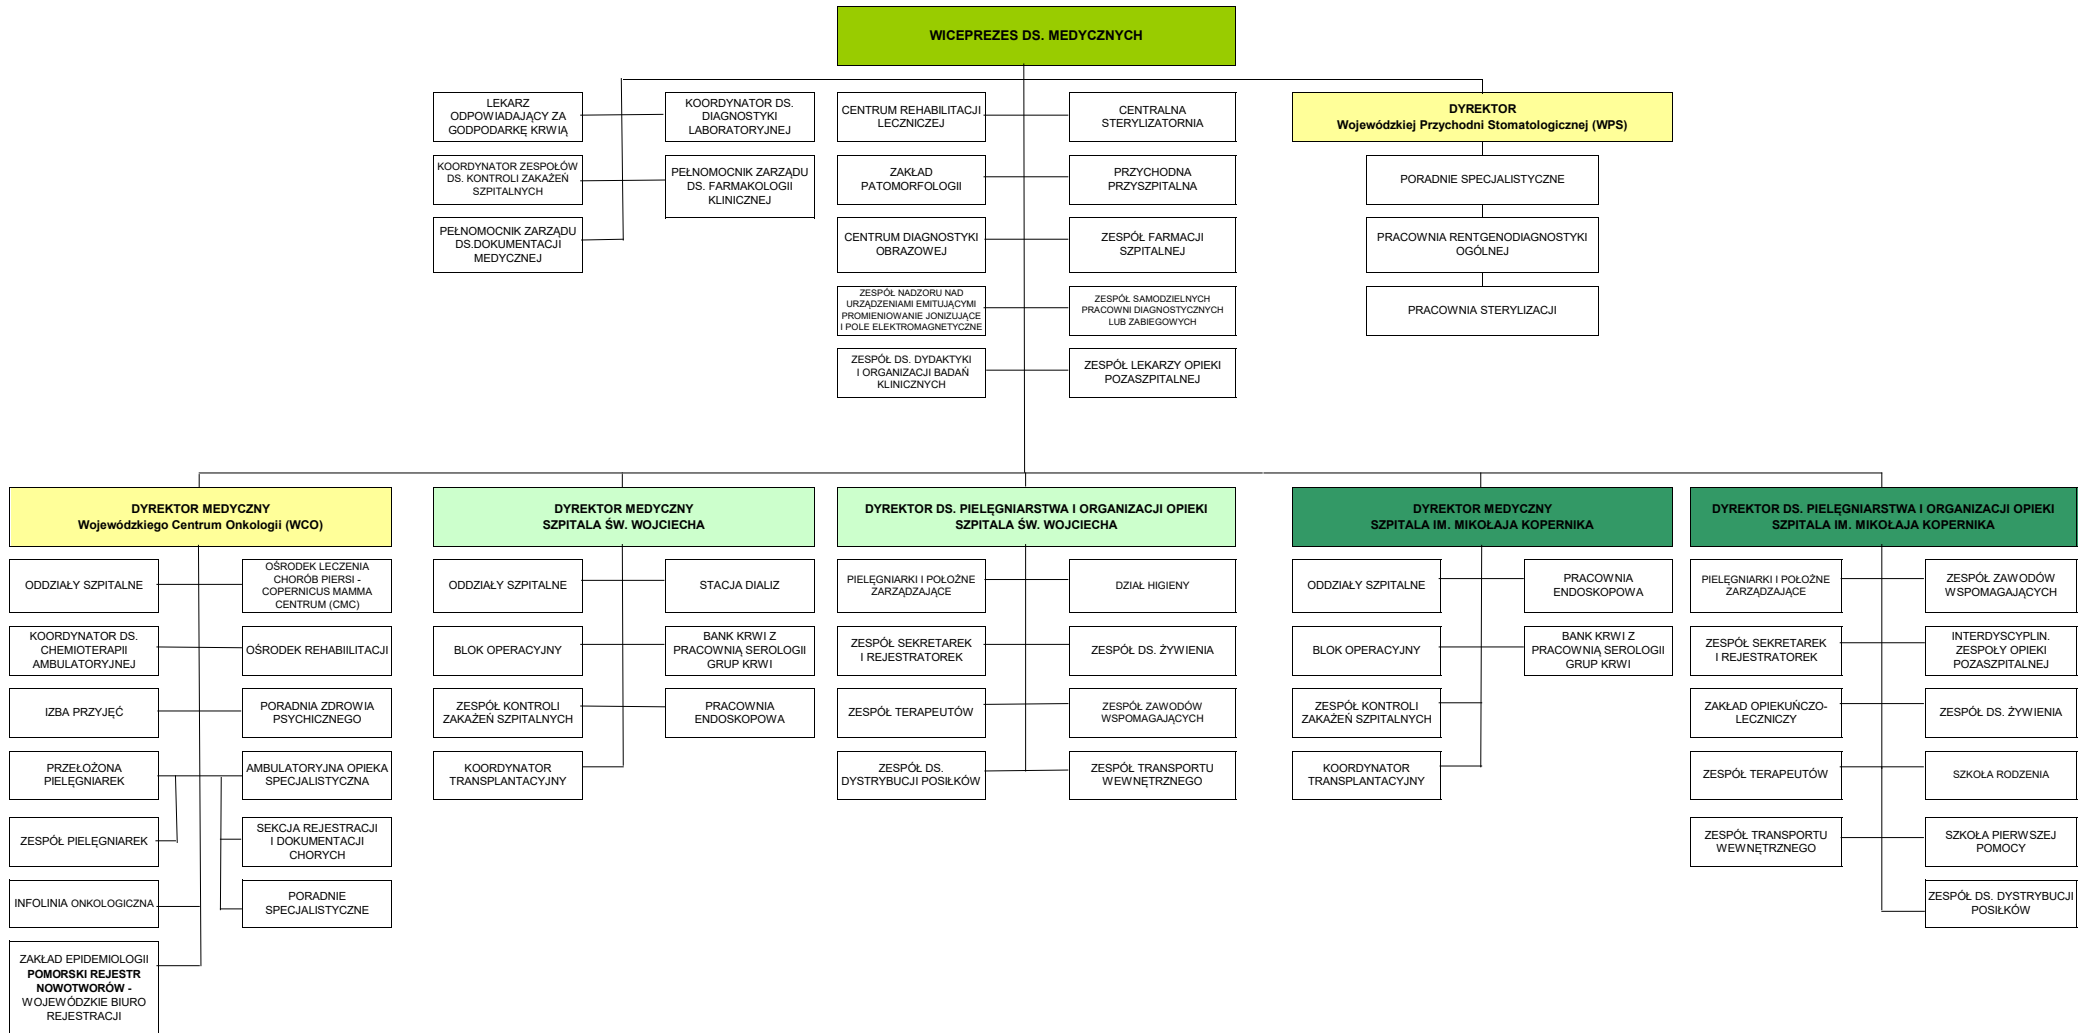 WICEPREZES DS. MEDYCZNYCH
LEKARZ
ODPOWIADAJĄCY ZA
GODPODARKĘ KRWIĄ
KOORDYNATOR DS.
DIAGNOSTYKI
LABORATORYJNEJ
KOORDYNATOR ZESPOŁÓW
DS. KONTROLI ZAKAŻEŃ
SZPITALNYCH
PEŁNOMOCNIK ZARZĄDU
DS. FARMAKOLOGII
KLINICZNEJ
PEŁNOMOCNIK ZARZĄDU
DS.DOKUMENTACJI
MEDYCZNEJ
CENTRUM REHABILITACJI
LECZNICZEJ
CENTRALNA
STERYLIZATORNIA
ZAKŁAD
PATOMORFOLOGII
PRZYCHODNA
PRZYSZPITALNA
CENTRUM DIAGNOSTYKI
OBRAZOWEJ
ZESPÓŁ FARMACJI
SZPITALNEJ
ZESPÓŁ NADZORU NAD
URZĄDZENIAMI EMITUJĄCYMI
PROMIENIOWANIE JONIZUJĄCE
I POLE ELEKTROMAGNETYCZNE
ZESPÓŁ SAMODZIELNYCH
PRACOWNI DIAGNOSTYCZNYCH
LUB ZABIEGOWYCH
ZESPÓŁ DS. DYDAKTYKI
I ORGANIZACJI BADAŃ
KLINICZNYCH
ZESPÓŁ LEKARZY OPIEKI
POZASZPITALNEJ
DYREKTOR
Wojewódzkiej Przychodni Stomatologicznej (WPS)
PORADNIE SPECJALISTYCZNE
PRACOWNIA RENTGENODIAGNOSTYKI
OGÓLNEJ
PRACOWNIA STERYLIZACJI
DYREKTOR MEDYCZNY
Wojewódzkiego Centrum Onkologii (WCO)
ODDZIAŁY SZPITALNE
OŚRODEK LECZENIA
CHORÓB PIERSI -
COPERNICUS MAMMA
CENTRUM (CMC)
KOORDYNATOR DS.
CHEMIOTERAPII
AMBULATORYJNEJ
OŚRODEK REHABIILITACJI
IZBA PRZYJĘĆ
PORADNIA ZDROWIA
PSYCHICZNEGO
PRZEŁOŻONA
PIELĘGNIAREK
AMBULATORYJNA OPIEKA
SPECJALISTYCZNA
ZESPÓŁ PIELĘGNIAREK
SEKCJA REJESTRACJI
I DOKUMENTACJI
CHORYCH
INFOLINIA ONKOLOGICZNA
PORADNIE
SPECJALISTYCZNE
ZAKŁAD EPIDEMIOLOGII
POMORSKI REJESTR
NOWOTWORÓW -
WOJEWÓDZKIE BIURO
REJESTRACJI
DYREKTOR MEDYCZNY
SZPITALA ŚW. WOJCIECHA
ODDZIAŁY SZPITALNE
STACJA DIALIZ
BLOK OPERACYJNY
BANK KRWI Z
PRACOWNIĄ SEROLOGII
GRUP KRWI
ZESPÓŁ KONTROLI
ZAKAŻEŃ SZPITALNYCH
PRACOWNIA
ENDOSKOPOWA
KOORDYNATOR
TRANSPLANTACYJNY
DYREKTOR DS. PIELĘGNIARSTWA I ORGANIZACJI OPIEKI
SZPITALA ŚW. WOJCIECHA
PIELĘGNIARKI I POŁOŻNE
ZARZĄDZAJĄCE
DZIAŁ HIGIENY
ZESPÓŁ SEKRETAREK
I REJESTRATOREK
ZESPÓŁ DS. ŻYWIENIA
ZESPÓŁ TERAPEUTÓW
ZESPÓŁ ZAWODÓW
WSPOMAGAJĄCYCH
ZESPÓŁ DS.
DYSTRYBUCJI POSIŁKÓW
ZESPÓŁ TRANSPORTU
WEWNĘTRZNEGO
DYREKTOR MEDYCZNY
SZPITALA IM. MIKOŁAJA KOPERNIKA
ODDZIAŁY SZPITALNE
PRACOWNIA
ENDOSKOPOWA
BLOK OPERACYJNY
BANK KRWI Z
PRACOWNIĄ SEROLOGII
GRUP KRWI
ZESPÓŁ KONTROLI
ZAKAŻEŃ SZPITALNYCH
KOORDYNATOR
TRANSPLANTACYJNY
DYREKTOR DS. PIELĘGNIARSTWA I ORGANIZACJI OPIEKI
SZPITALA IM. MIKOŁAJA KOPERNIKA
PIELĘGNIARKI I POŁOŻNE
ZARZĄDZAJĄCE
ZESPÓŁ ZAWODÓW
WSPOMAGAJĄCYCH
ZESPÓŁ SEKRETAREK
I REJESTRATOREK
INTERDYSCYPLIN.
ZESPOŁY OPIEKI
POZASZPITALNEJ
ZAKŁAD OPIEKUŃCZO-
LECZNICZY
ZESPÓŁ DS. ŻYWIENIA
ZESPÓŁ TERAPEUTÓW
SZKOŁA RODZENIA
ZESPÓŁ TRANSPORTU
WEWNĘTRZNEGO
SZKOŁA PIERWSZEJ
POMOCY
ZESPÓŁ DS. DYSTRYBUCJI
POSIŁKÓW